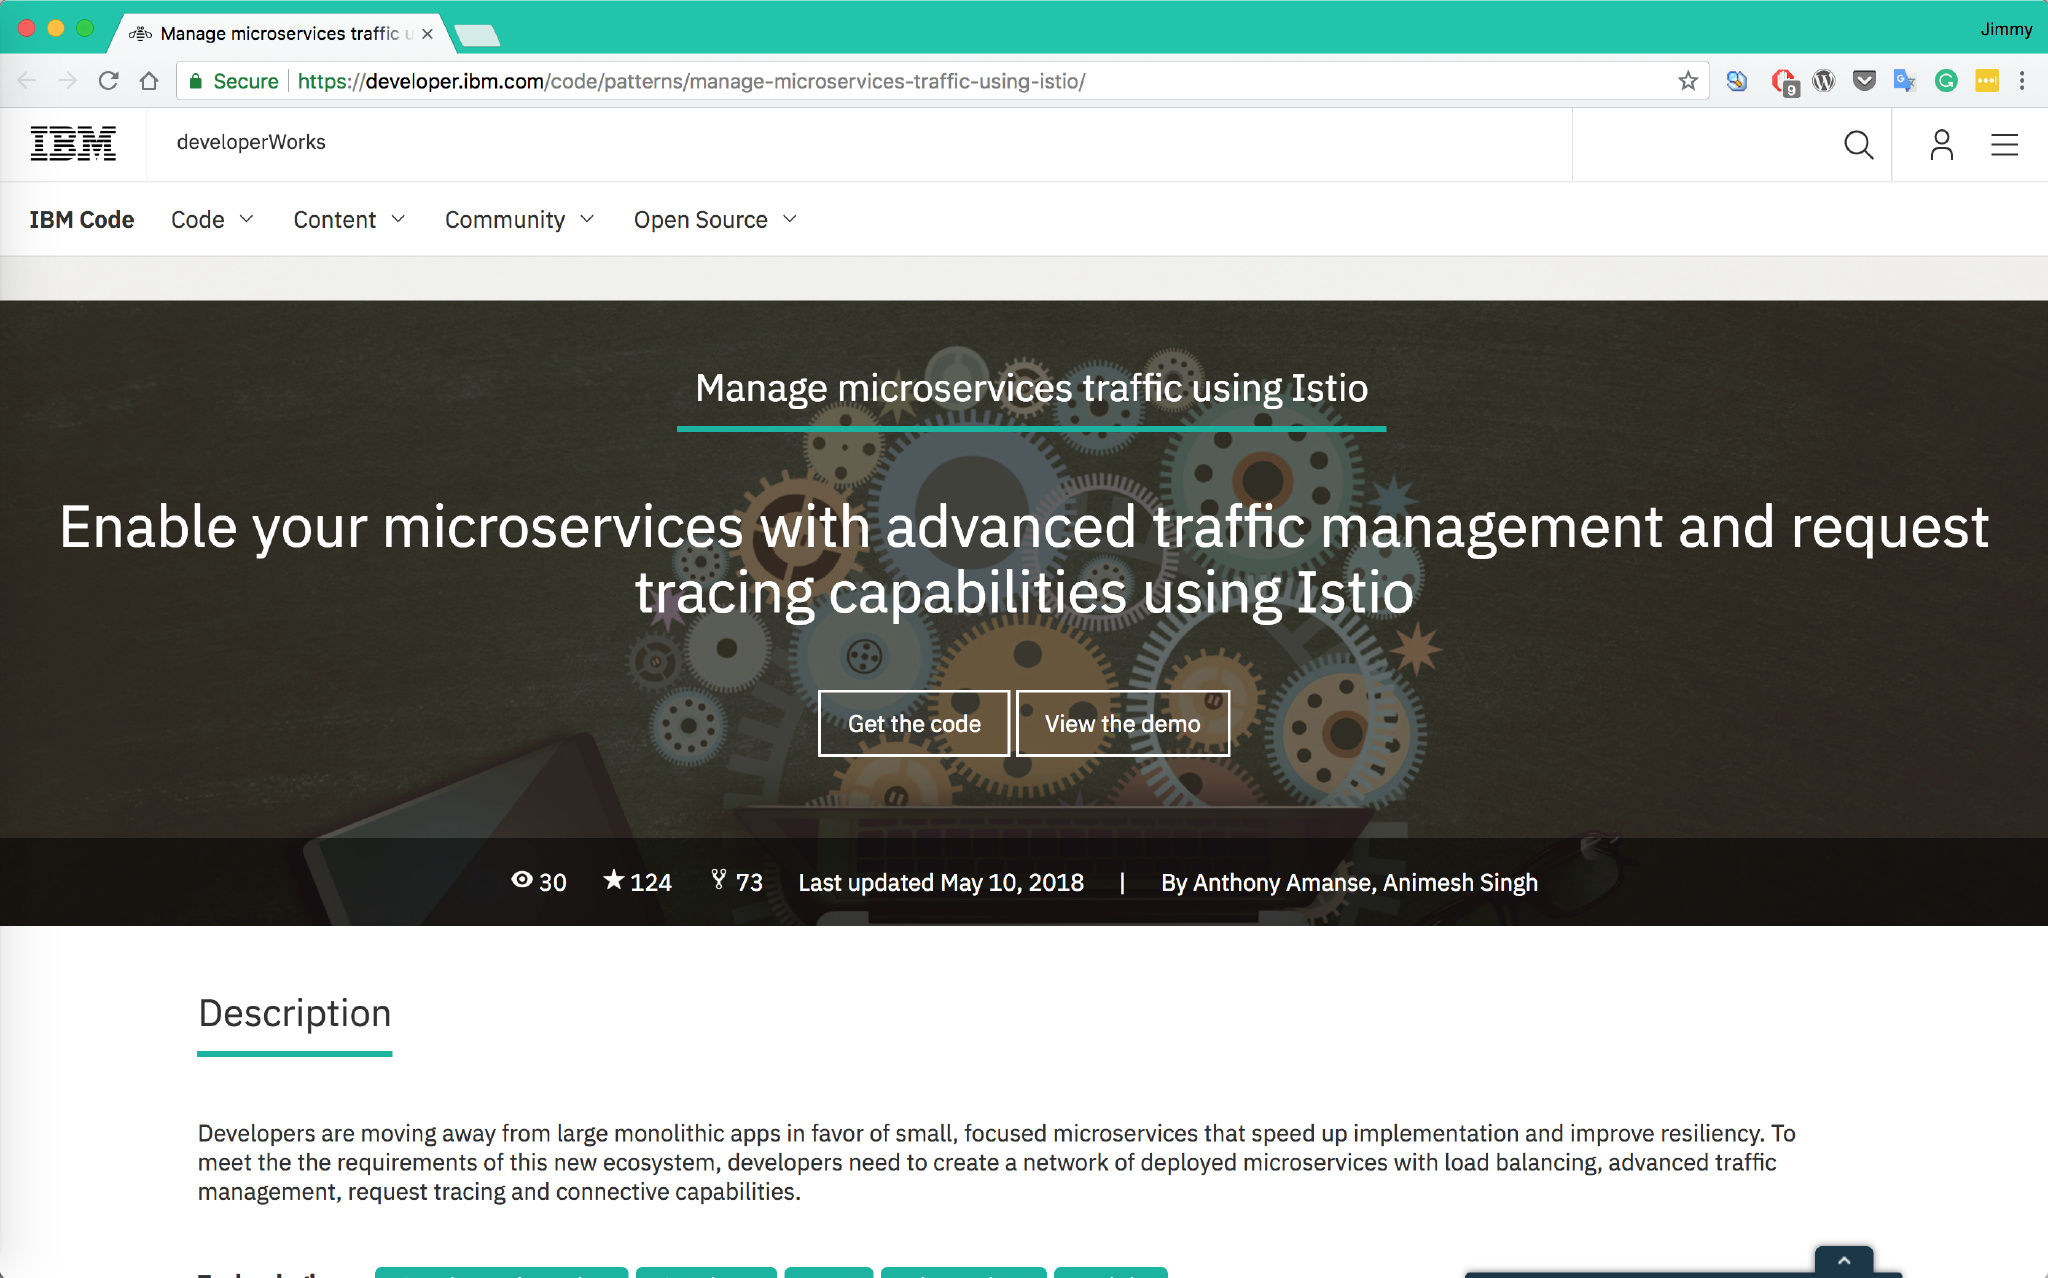 Manage microservices traffic u
Jimmy
Secure
https://developer.ibm.com/code/patterns/manage-microservices-traffic-using-istio/
9
IBM
developerWorks
IBM Code
Code
Content
Community
Open Source
Manage microservices traffic using Istio
Enable your microservices with advanced traffic management and request
tracing capabilities using Istio
Get the code
View the demo
30
124
73
Last updated May 10, 2018
|
By Anthony Amanse, Animesh Singh
Description
Developers are moving away from large monolithic apps in favor of small, focused microservices that speed up implementation and improve resiliency. To
meet the the requirements of this new ecosystem, developers need to create a network of deployed microservices with load balancing, advanced traffic
management, request tracing and connective capabilities.